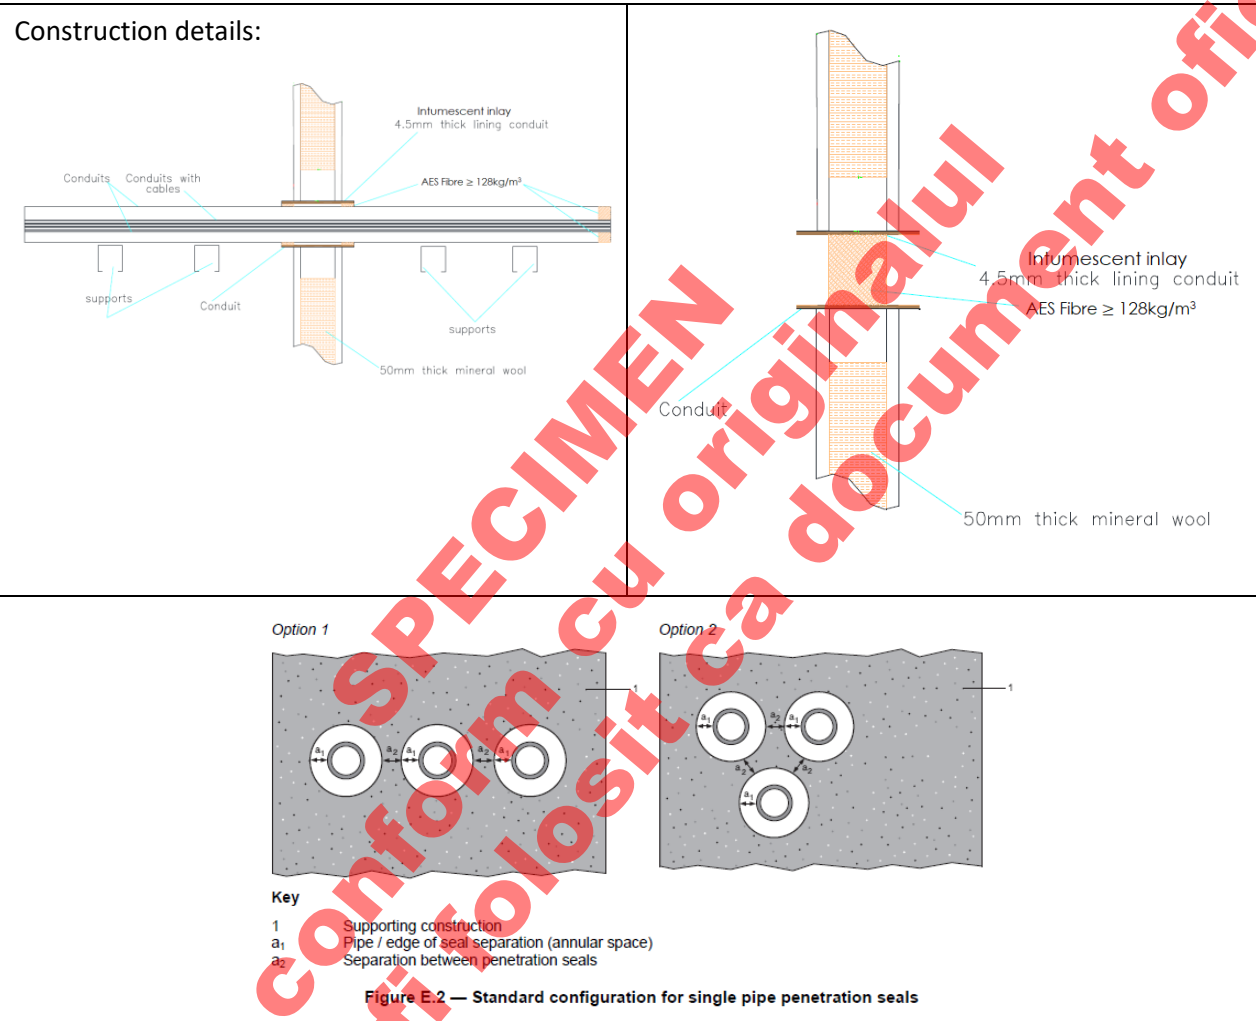 Construction details:
Intumescent inlay
4.5mm thick lining conduit
Conduits
Conduits with
cables
AES Fibre ≥ 128kg/m³
supports
Conduit
supports
50mm thick mineral wool
Intumescent inlay
4.5mm thick lining conduit
AES Fibre ≥ 128kg/m³
Conduit
50mm thick mineral wool
Option 1
Option 2
1
1
a1
a2
a1
a2
a1
a1
a2
a1
a2
a2
a1
Key
1 Supporting construction
a1 Pipe / edge of seal separation (annular space)
a2 Separation between penetration seals
Figure E.2 — Standard configuration for single pipe penetration seals
SPECIMEN
conform cu originalul
fi folosit ca document ofic